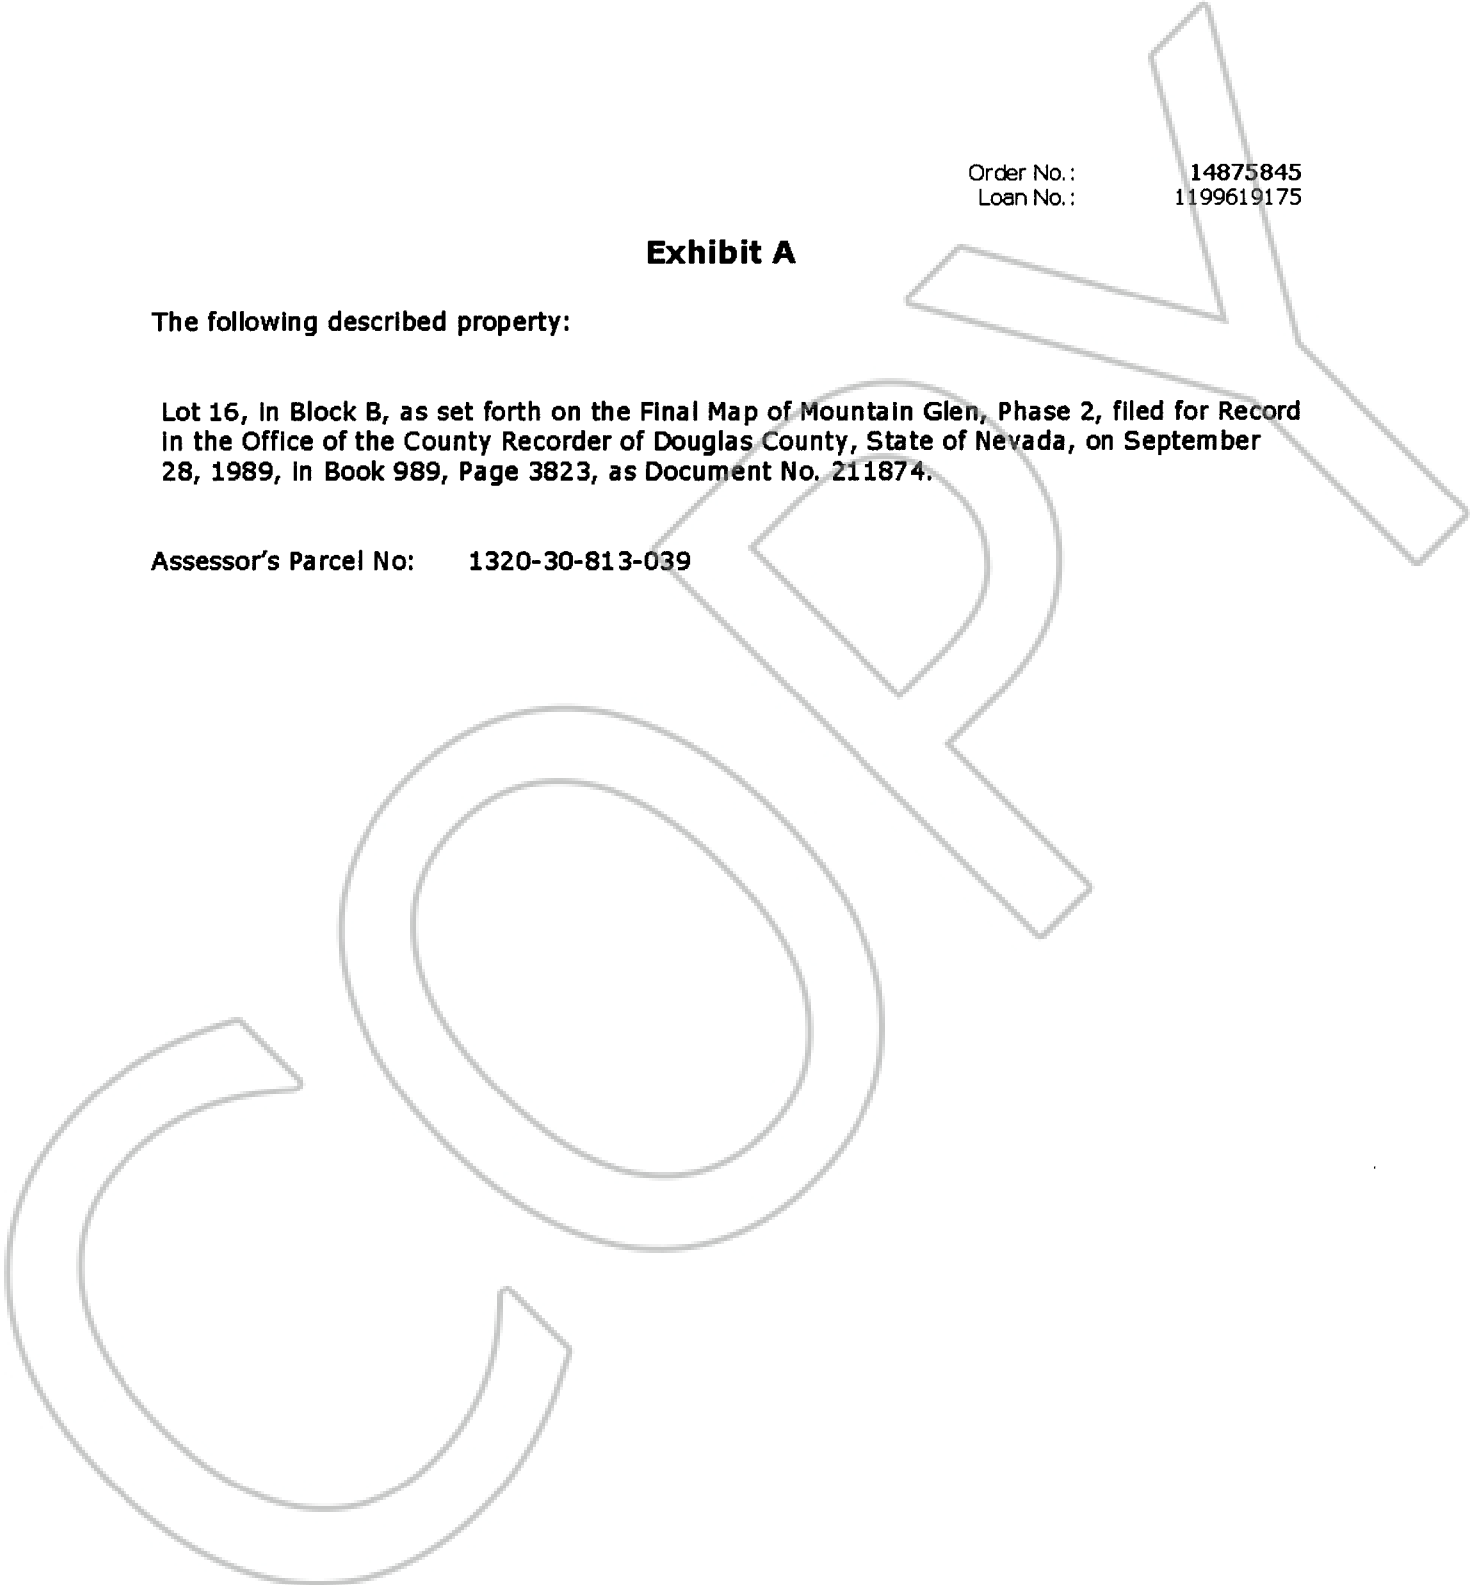 Order No.: 14875845
Loan No.: 1199619175
Exhibit A
The following described property:
Lot 16, in Block B, as set forth on the Final Map of Mountain Glen, Phase 2, filed for Record
in the Office of the County Recorder of Douglas County, State of Nevada, on September
28, 1989, in Book 989, Page 3823, as Document No. 211874.
Assessor's Parcel No: 1320-30-813-039
COPY